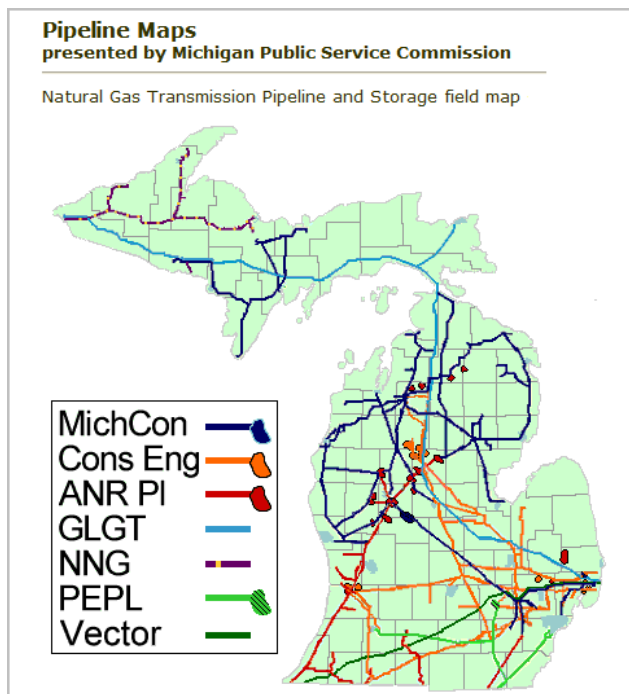 Pipeline Maps
presented by Michigan Public Service Commission
Natural Gas Transmission Pipeline and Storage field map
MichCon
Cons Eng
ANR Pl
GLGT
NNG
PEPL
Vector